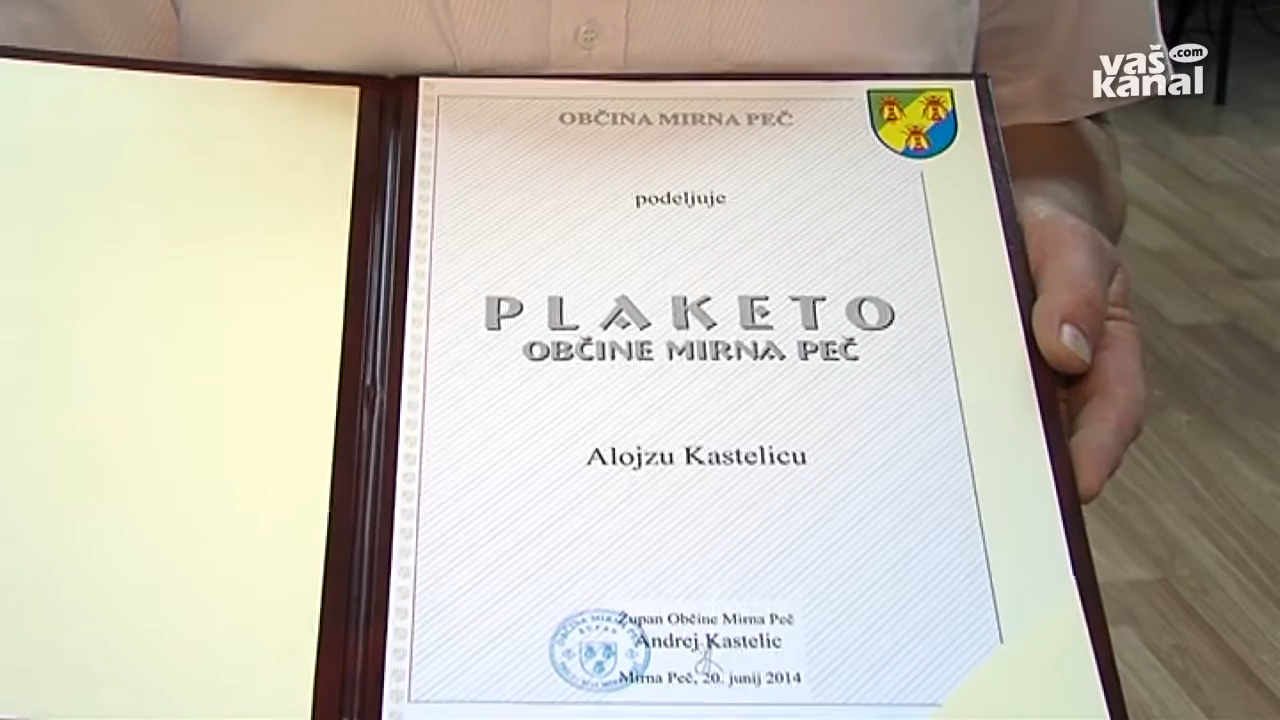 vaš
kanal
.com
OBČINA MIRNA PEČ
podeljuje
PLAKETO
OBČINE MIRNA PEČ
Alojzu Kastelicu
Župan Občine Mirna Peč
Andrej Kastelic
Mirna Peč, 20. junij 2014
ŽUPAN